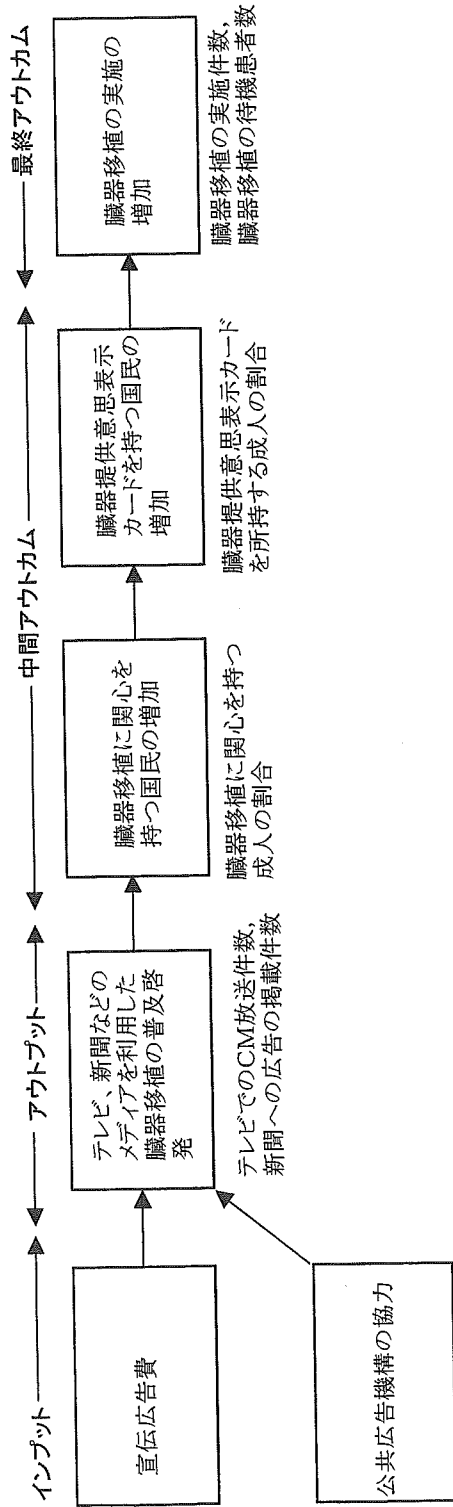 インプット
アウトプット
中間アウトカム
最終アウトカム
宣伝広告費
公共広告機構の協力
テレビ、新聞などの
メディアを利用した
臓器移植の普及啓
発
テレビでのCM放送件数,
新聞への広告の掲載件数
臓器移植に関心を
持つ国民の増加
臓器移植に関心を持つ
成人の割合
臓器提供意思表示
カードを持つ国民の
増加
臓器提供意思表示カード
を所持する成人の割合
臓器移植の実施の
増加
臓器移植の実施件数,
臓器移植の待機患者数